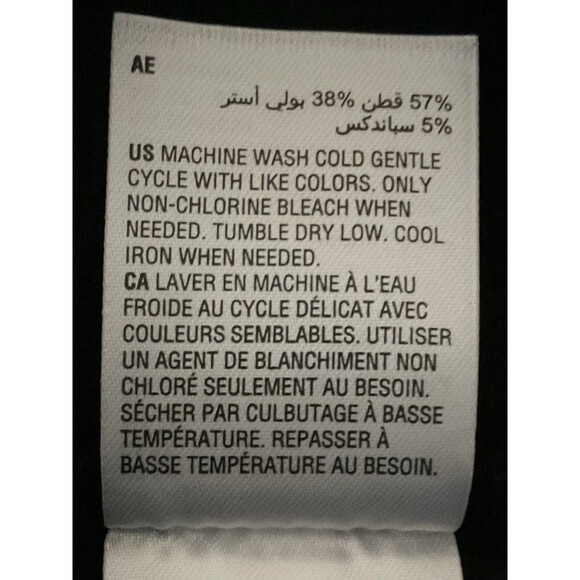 AE
57% قطن 38% بولي أستر
5% سباندكس
US MACHINE WASH COLD GENTLE
CYCLE WITH LIKE COLORS. ONLY
NON-CHLORINE BLEACH WHEN
NEEDED. TUMBLE DRY LOW. COOL
IRON WHEN NEEDED.
CA LAVER EN MACHINE À L'EAU
FROIDE AU CYCLE DÉLICAT AVEC
COULEURS SEMBLABLES. UTILISER
UN AGENT DE BLANCHIMENT NON
CHLORÉ SEULEMENT AU BESOIN.
SÉCHER PAR CULBUTAGE À BASSE
TEMPÉRATURE. REPASSER À
BASSE TEMPÉRATURE AU BESOIN.